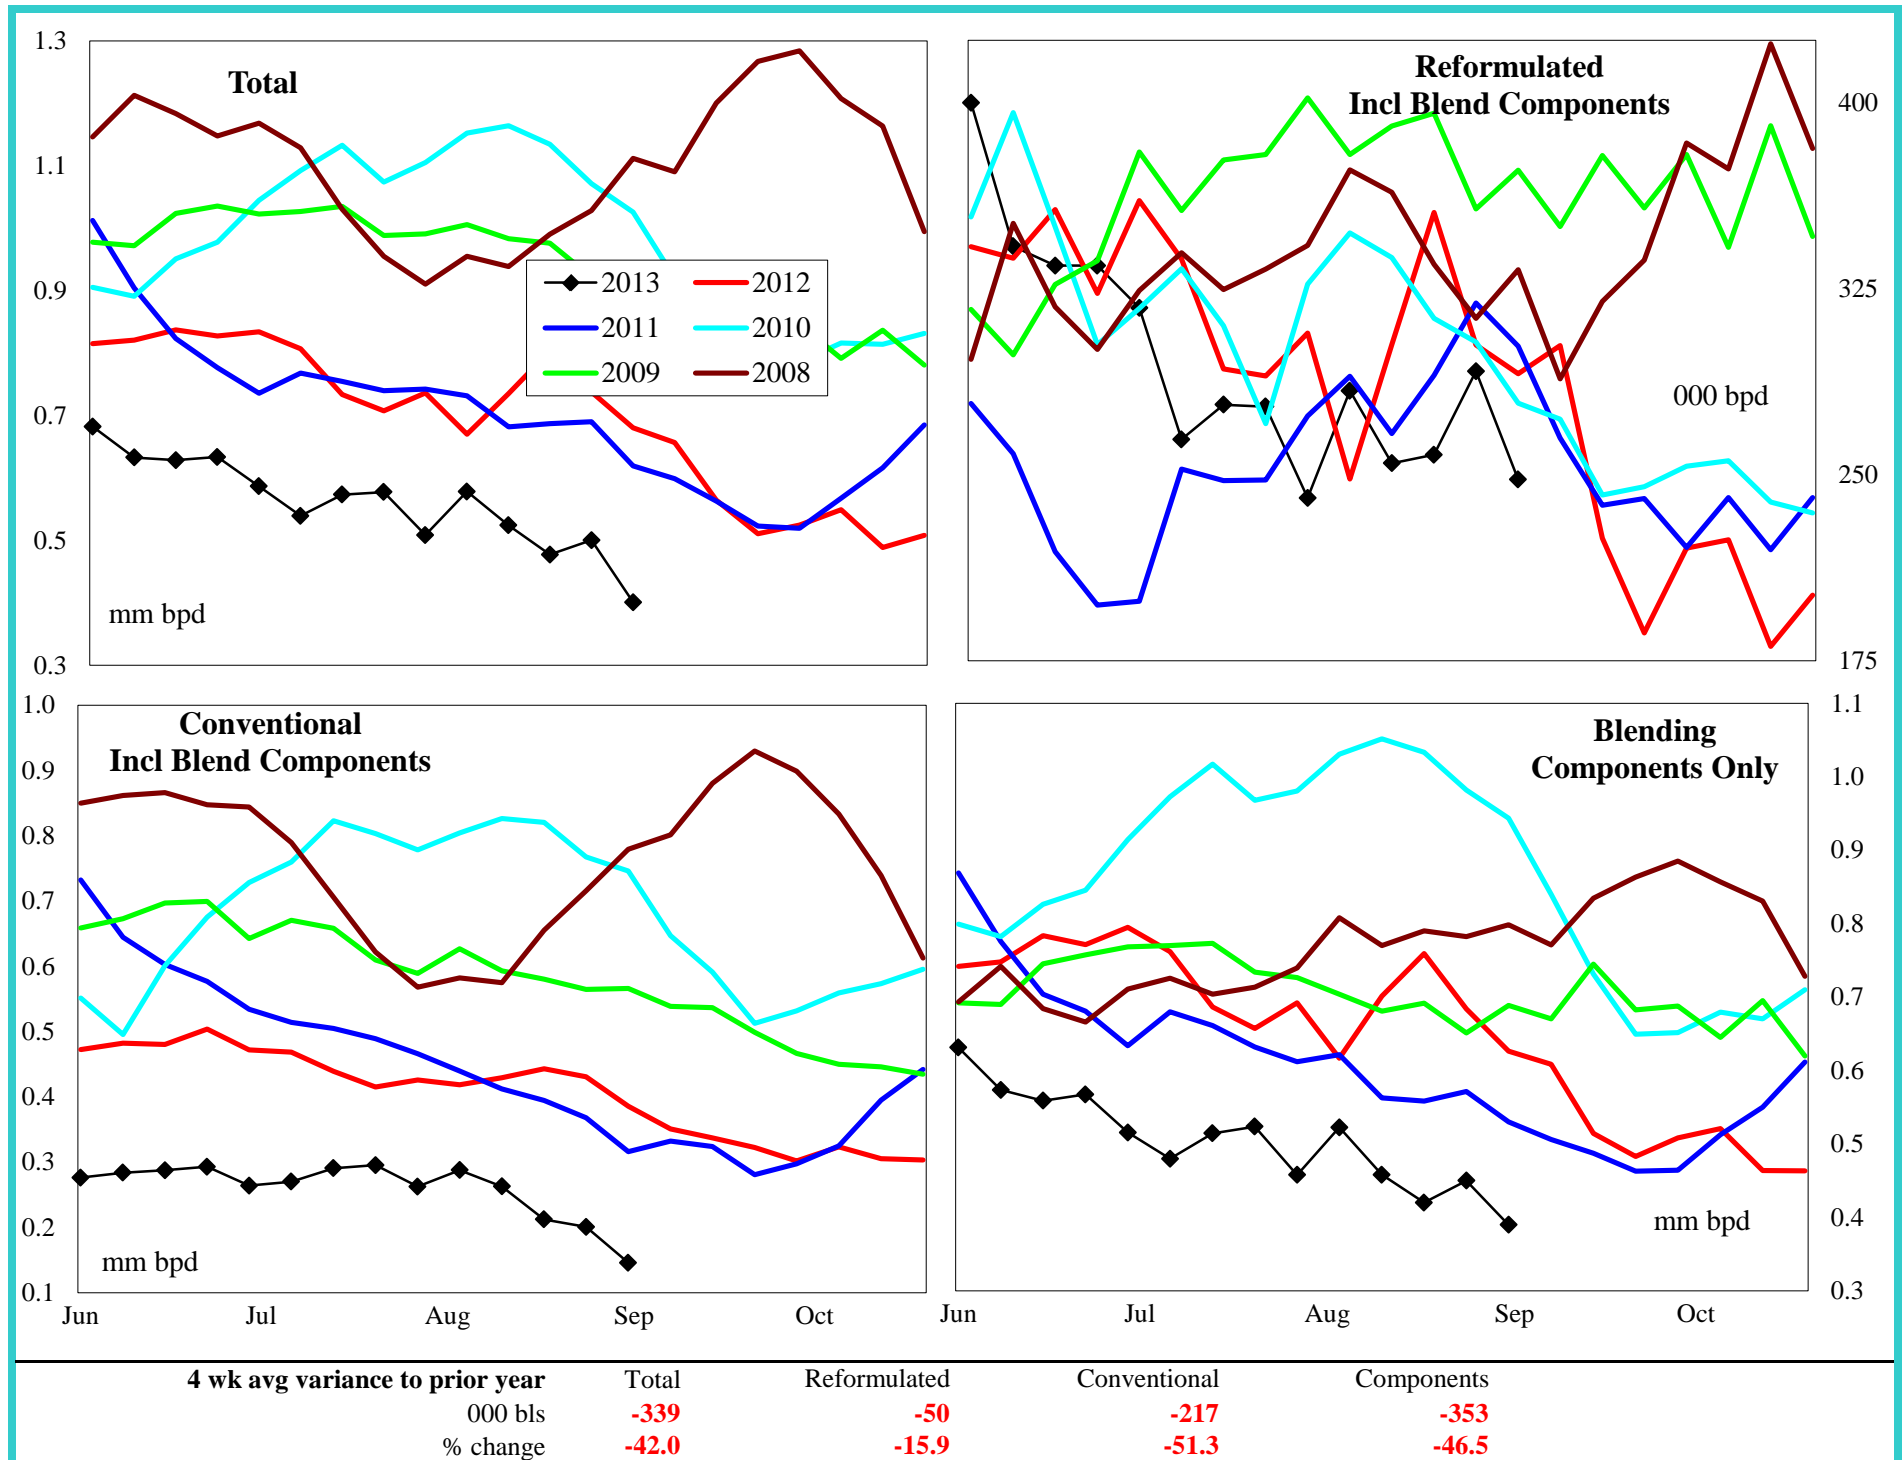 1.3
1.1
0.9
0.7
0.5
0.3
Total
mm bpd
2013 2012
2011 2010
2009 2008
Reformulated
Incl Blend Components
000 bpd
400
325
250
175
1.0
0.9
0.8
0.7
0.6
0.5
0.4
0.3
0.2
0.1
Conventional
Incl Blend Components
mm bpd
Jun Jul Aug Sep Oct
Blending
Components Only
mm bpd
1.1
1.0
0.9
0.8
0.7
0.6
0.5
0.4
0.3
Jun Jul Aug Sep Oct
4 wk avg variance to prior year Total Reformulated Conventional Components
000 bls -339 -50 -217 -353
% change -42.0 -15.9 -51.3 -46.5